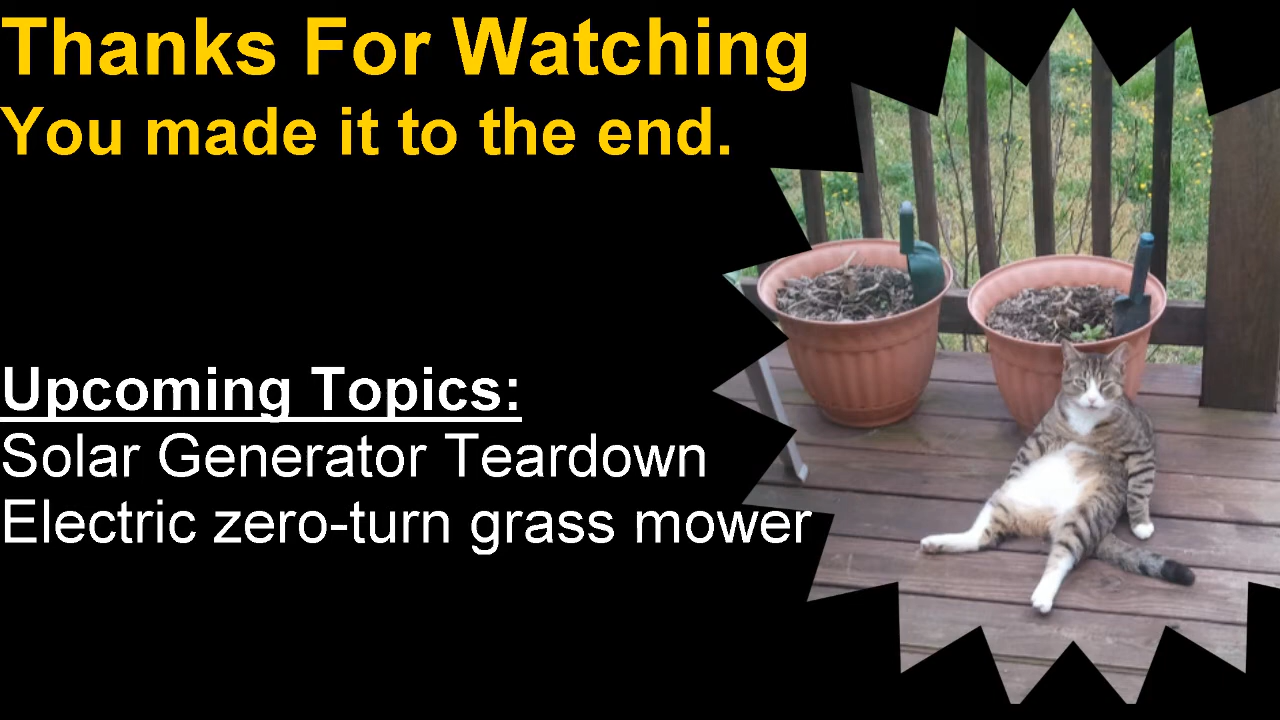 Thanks For Watching
You made it to the end.
Upcoming Topics:
Solar Generator Teardown
Electric zero-turn grass mower